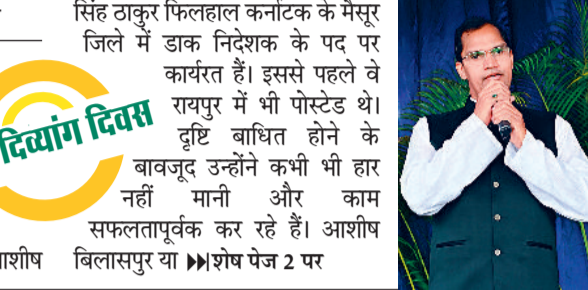 सिंह ठाकुर फिलहाल कर्नाटक के मैसूर
जिले में डाक निदेशक के पद पर
कार्यरत हैं। इससे पहले वे
रायपुर में भी पोस्टेड थे।
दृष्टि बाधित होने के
बावजूद उन्होंने कभी भी हार
नहीं मानी और काम
सफलतापूर्वक कर रहे हैं। आशीष
बिलासपुर या ▶▶|शेष पेज 2 पर
दिव्यांग दिवस